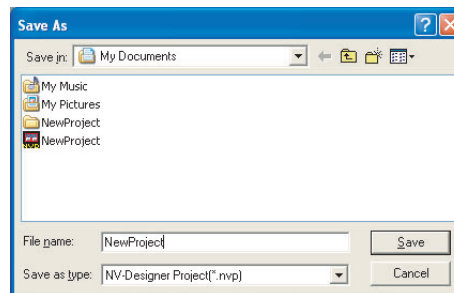 Save As
Save in: My Documents
My Music
My Pictures
NewProject
NewProject
File name: NewProject Save
Save as type: NV-Designer Project(*.nvp) Cancel